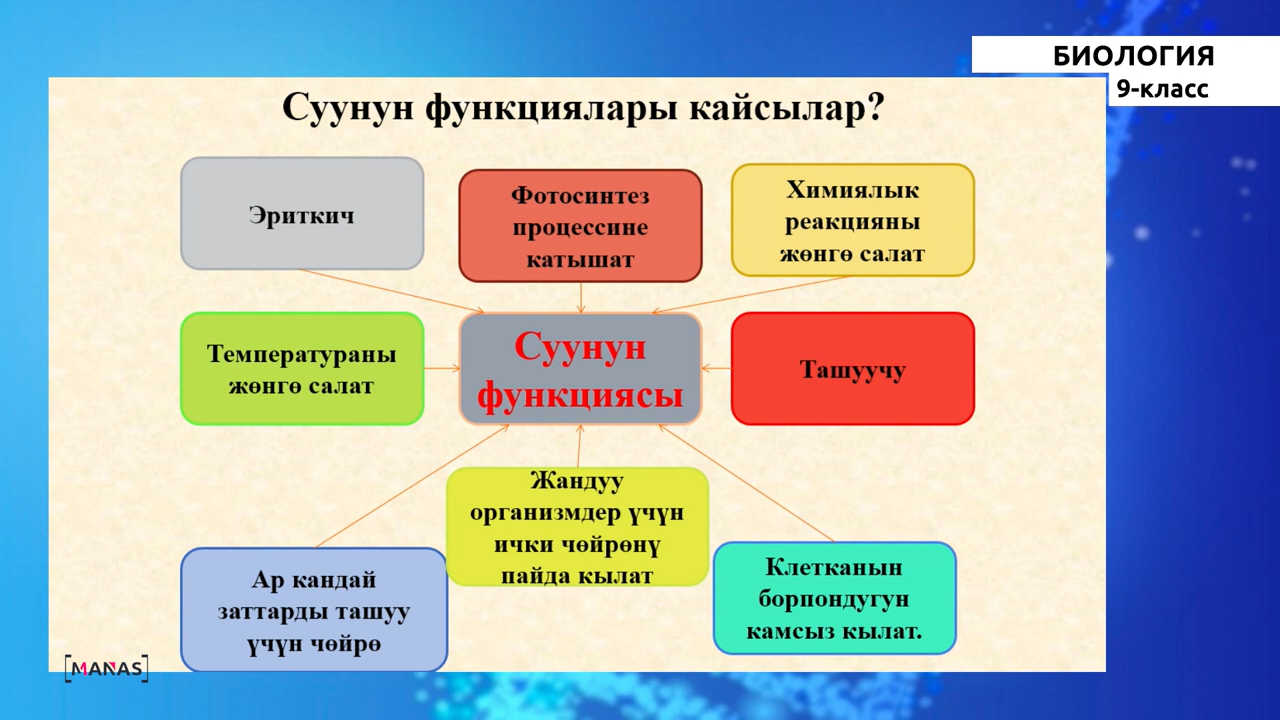 БИОЛОГИЯ
9-класс
Суунун функциялары кайсылар?
Эриткич
Фотосинтез
процессине
катышат
Химиялык
реакцияны
жөнгө салат
Температураны
жөнгө салат
Суунун
функциясы
Ташуучу
Ар кандай
заттарды ташуу
үчүн чөйрө
Жандуу
организмдер үчүн
ички чөйрөнү
пайда кылат
Клетканын
борпондугун
камсыз кылат.
[MANAS]